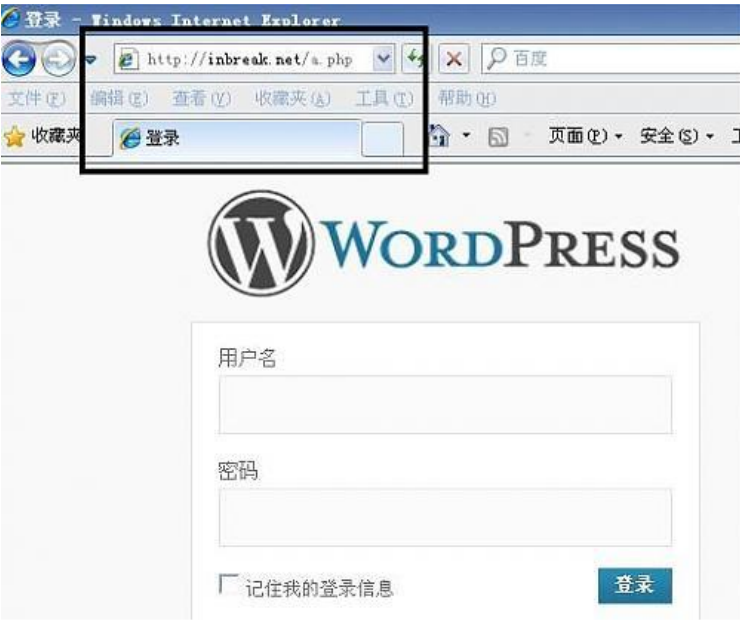 登录 - Windows Internet Explorer
http://inbreak.net/a.php
百度
文件(F) 编辑(E) 查看(V) 收藏夹(A) 工具(T) 帮助(H)
收藏夹 登录 页面(P) 安全(S)
WORDPRESS
用户名
密码
记住我的登录信息 登录